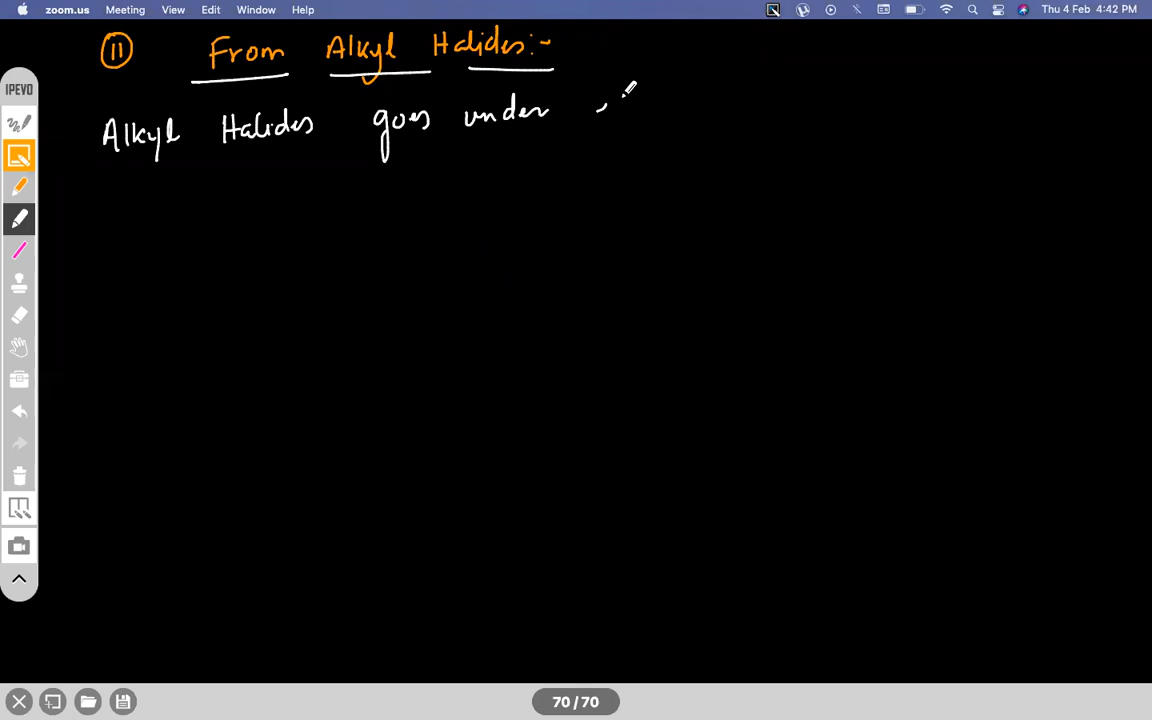 zoom.us Meeting View Edit Window Help Thu 4 Feb 4:42 PM
11 From Alkyl Halides:-
IPEVO
Alkyl Halides goes under
70/70